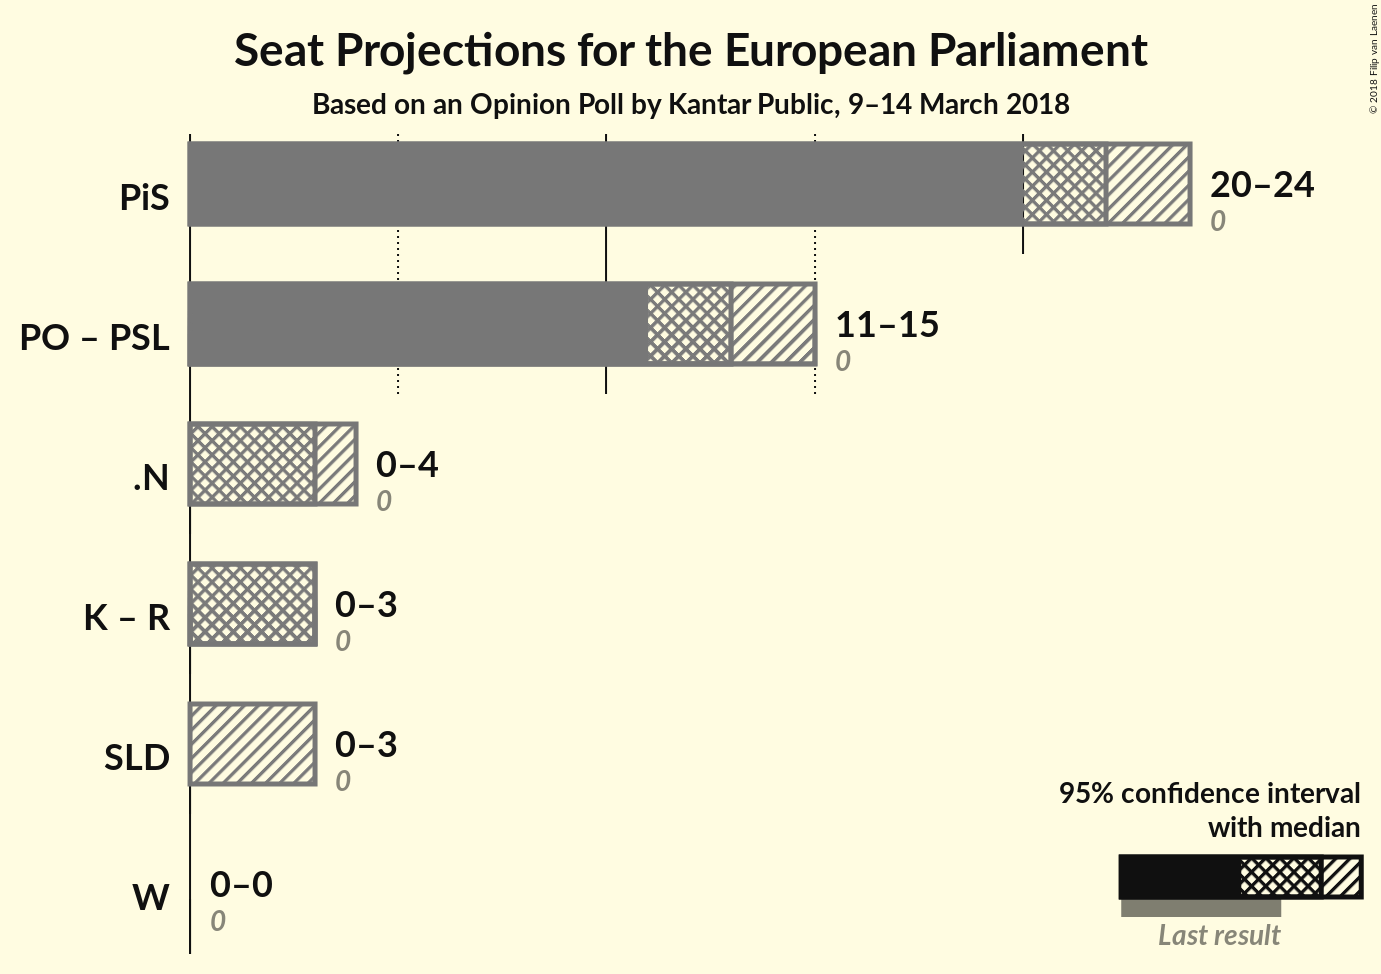 Seat Projections for the European Parliament
Based on an Opinion Poll by Kantar Public, 9–14 March 2018
© 2018 Filip van Laenen
PiS
20–24
0
PO – PSL
11–15
0
.N
0–4
0
K – R
0–3
0
SLD
0–3
0
W
0–0
0
95% confidence interval
with median
Last result